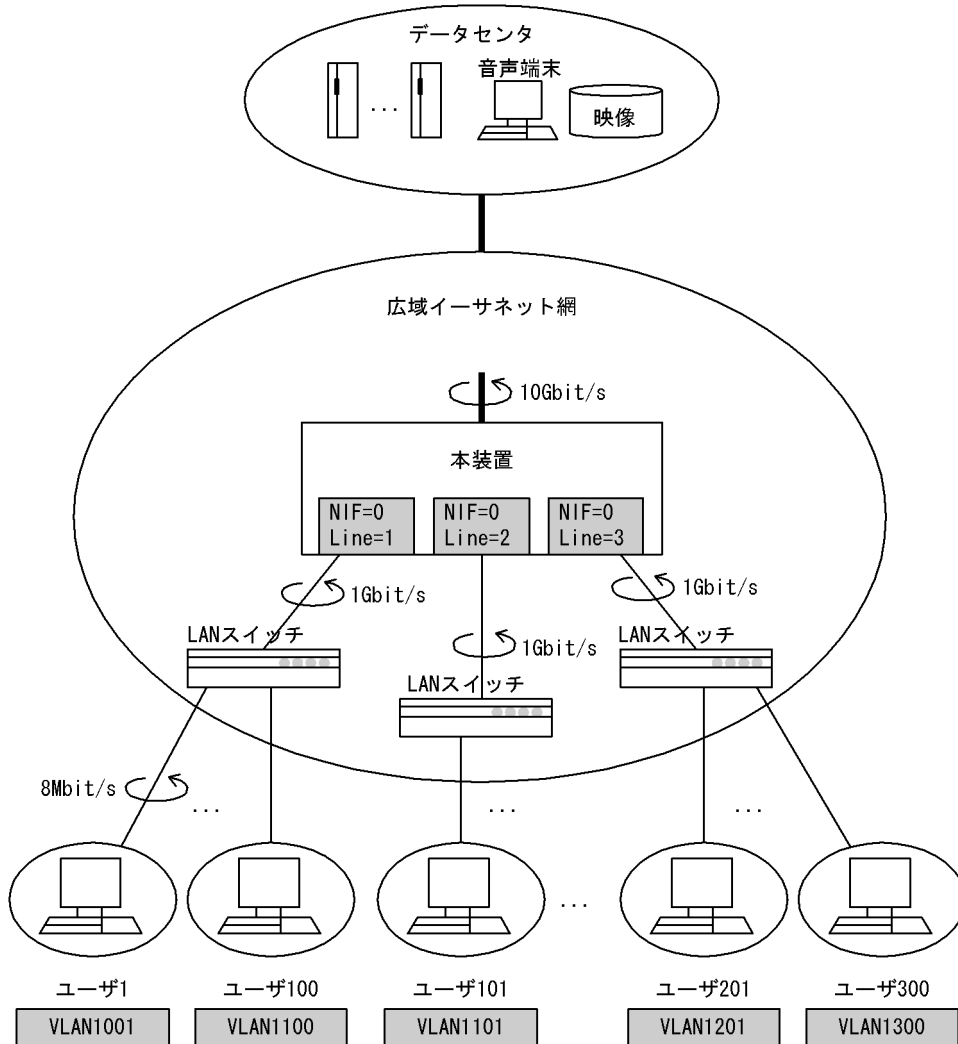 データセンタ
音声端末
...
映像
広域イーサネット網
10Gbit/s
本装置
NIF=0
Line=1
NIF=0
Line=2
NIF=0
Line=3
1Gbit/s
1Gbit/s
LANスイッチ
LANスイッチ
1Gbit/s
LANスイッチ
8Mbit/s
...
...
...
...
ユーザ1
ユーザ100
ユーザ101
ユーザ201
ユーザ300
VLAN1001
VLAN1100
VLAN1101
VLAN1201
VLAN1300